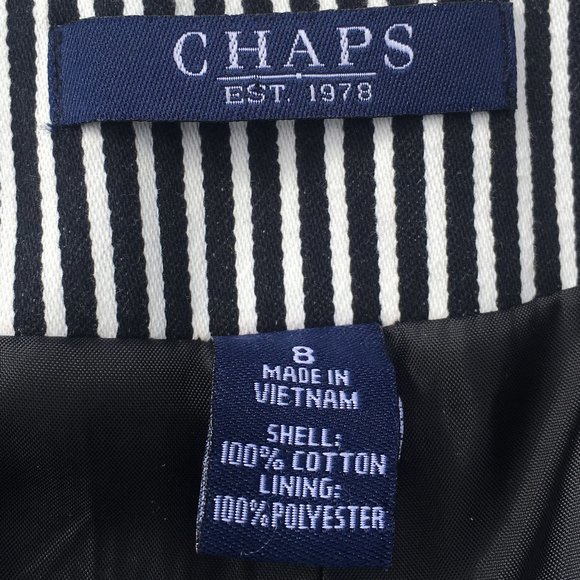 CHAPS
EST. 1978
8
MADE IN
VIETNAM
SHELL:
100% COTTON
LINING:
100% POLYESTER